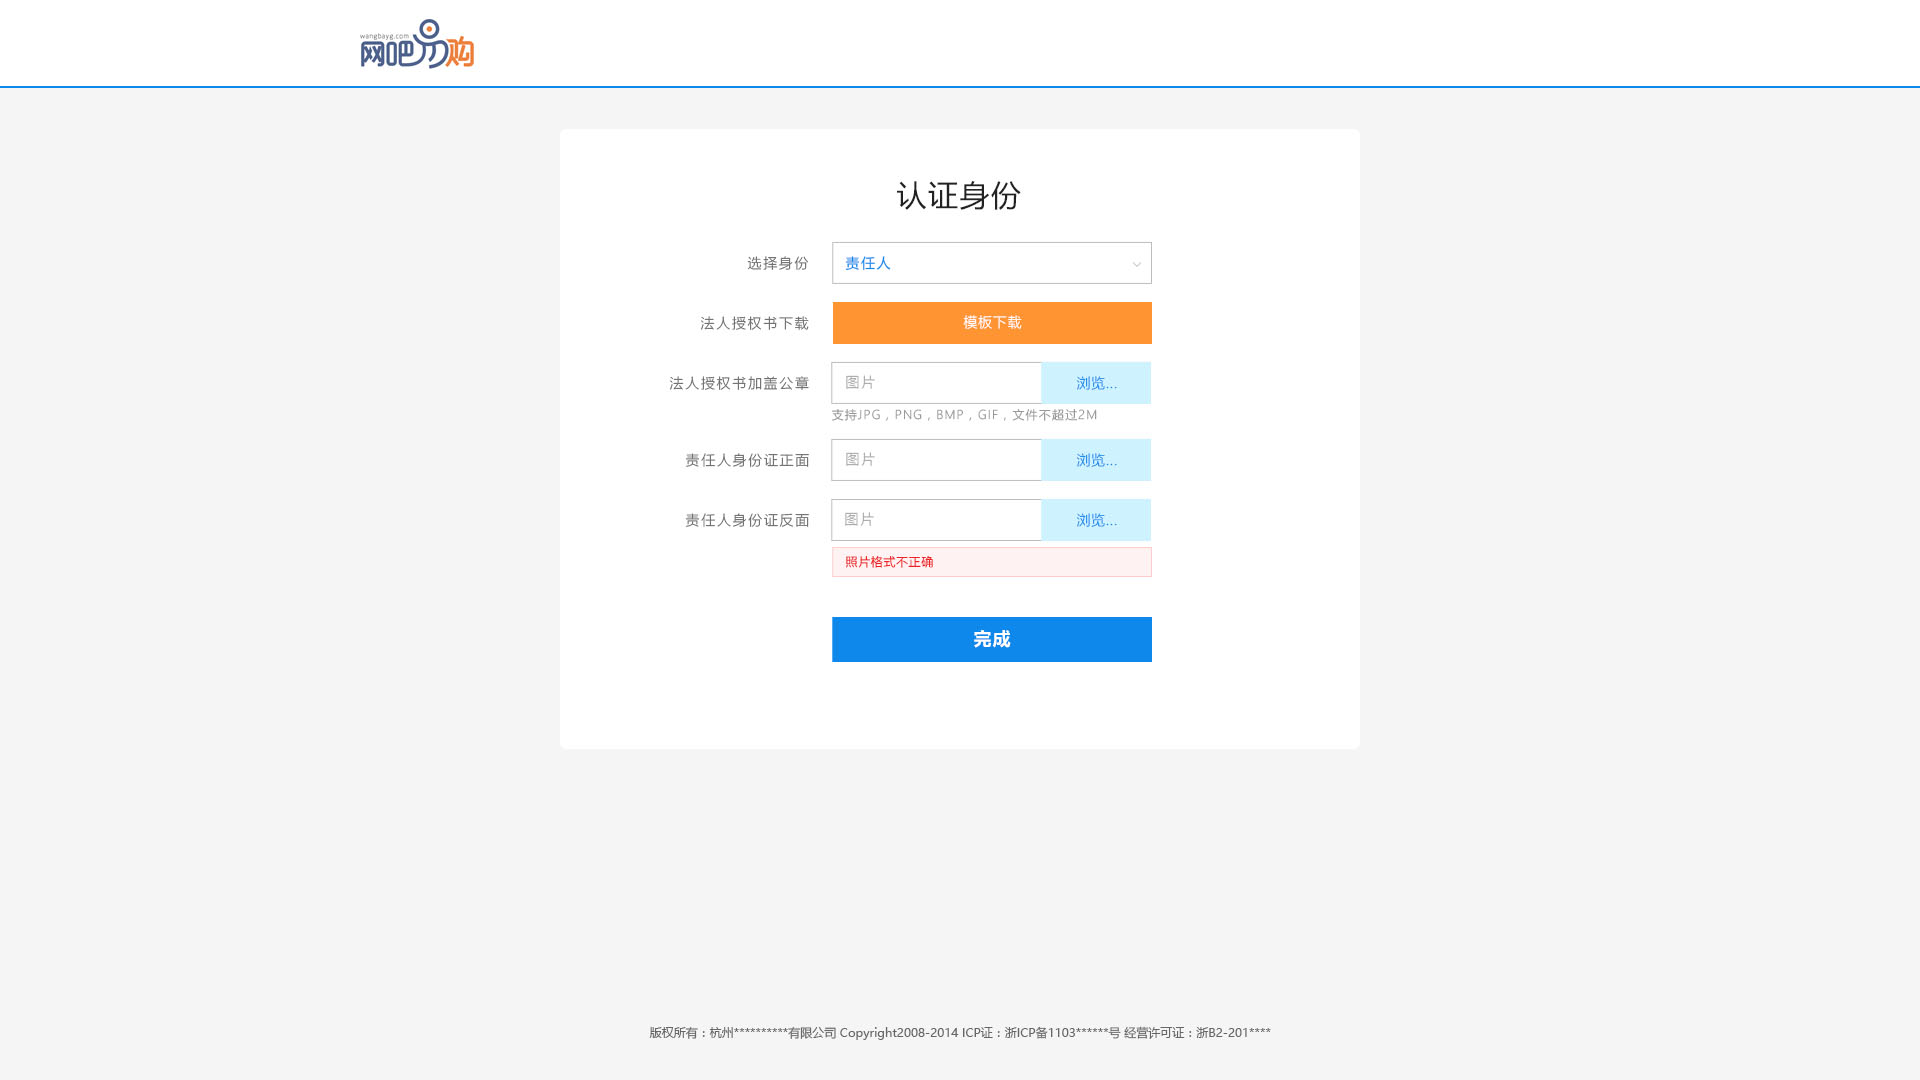 wangbayg.com
网吧易购
认证身份
选择身份 责任人
法人授权书下载 模板下载
法人授权书加盖公章 图片 浏览...
支持JPG，PNG，BMP，GIF，文件不超过2M
责任人身份证正面 图片 浏览...
责任人身份证反面 图片 浏览...
照片格式不正确
完成
版权所有：杭州**********有限公司 Copyright2008-2014 ICP证：浙ICP备1103******号 经营许可证：浙B2-201****